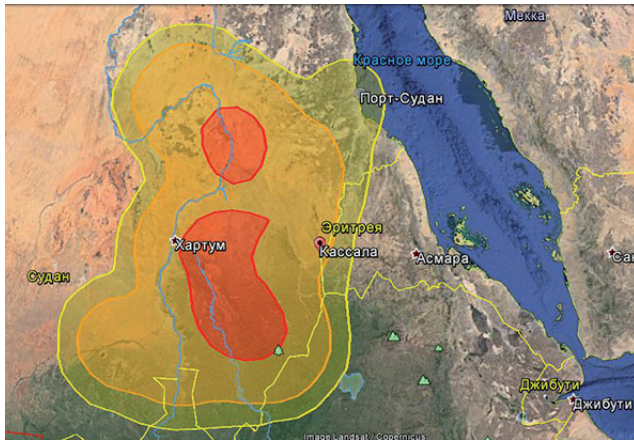 Мекка
Красное море
Порт-Судан
Эритрея
Хартум
Кассала
Асмара
Судан
Джибути
Джибути
Image Landsat / Copernicus